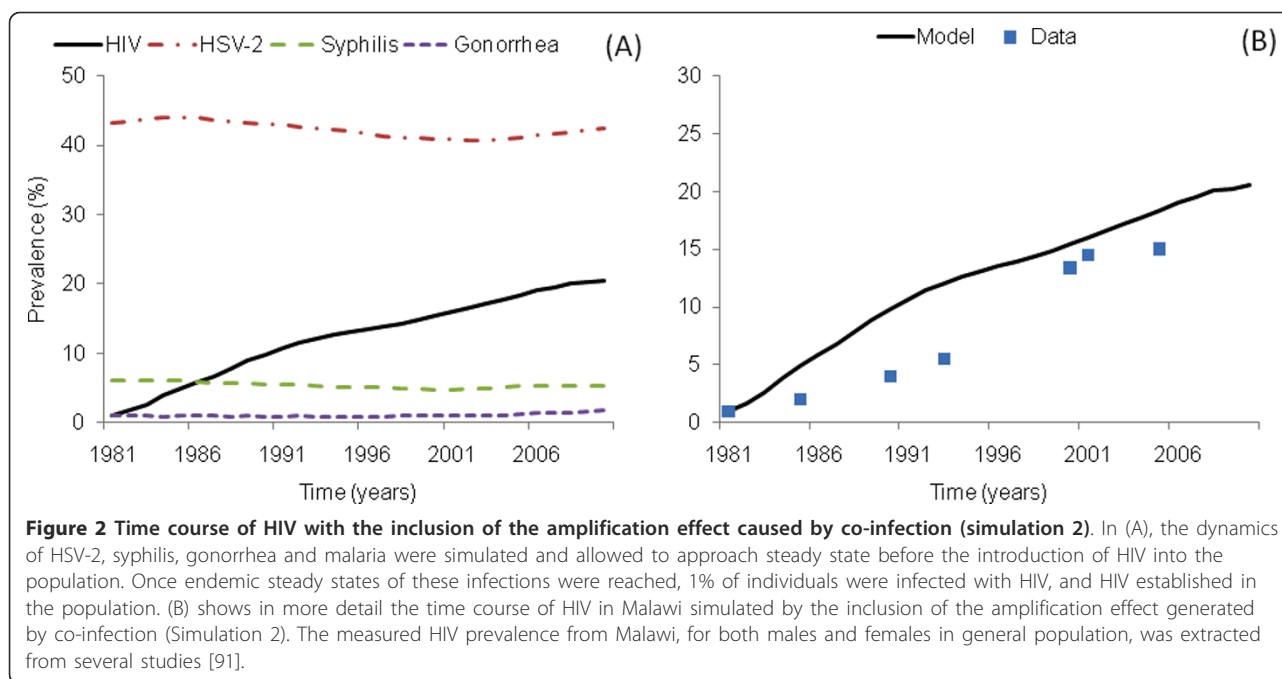 HIV HSV-2 Syphilis Gonorrhea (A)
50
40
30
20
10
0
Prevalence (%)
1981 1986 1991 1996 2001 2006
Time (years)
Model Data (B)
30
25
20
15
10
5
0
1981 1986 1991 1996 2001 2006
Time (years)
Figure 2 Time course of HIV with the inclusion of the amplification effect caused by co-infection (simulation 2). In (A), the dynamics
of HSV-2, syphilis, gonorrhea and malaria were simulated and allowed to approach steady state before the introduction of HIV into the
population. Once endemic steady states of these infections were reached, 1% of individuals were infected with HIV, and HIV established in
the population. (B) shows in more detail the time course of HIV in Malawi simulated by the inclusion of the amplification effect generated
by co-infection (Simulation 2). The measured HIV prevalence from Malawi, for both males and females in general population, was extracted
from several studies [91].